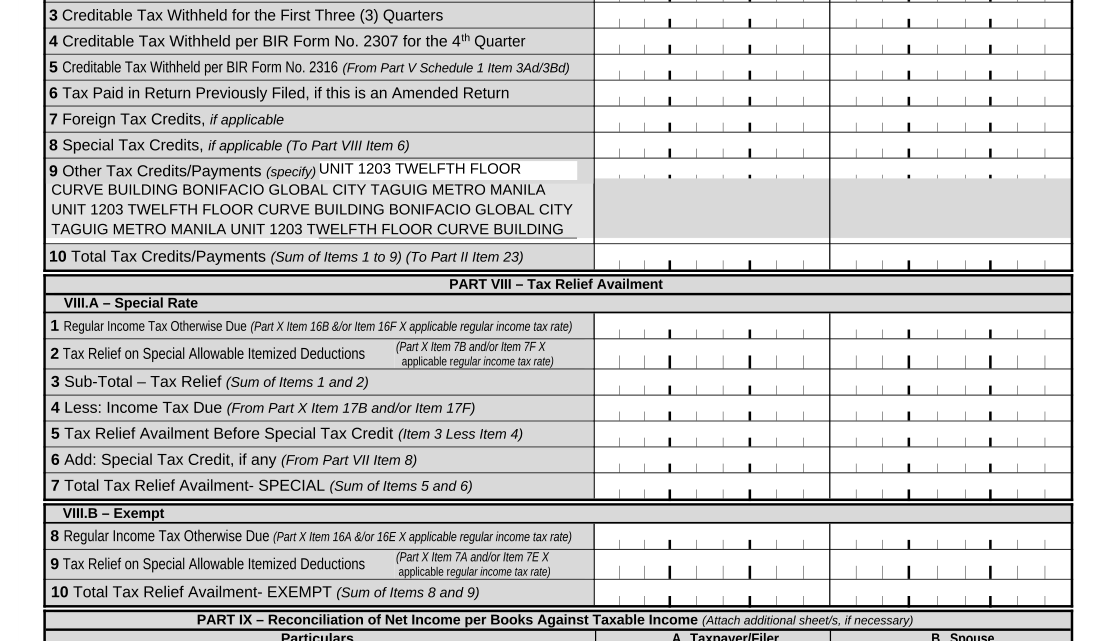 3 Creditable Tax Withheld for the First Three (3) Quarters
4 Creditable Tax Withheld per BIR Form No. 2307 for the 4th Quarter
5 Creditable Tax Withheld per BIR Form No. 2316 (From Part V Schedule 1 Item 3Ad/3Bd)
6 Tax Paid in Return Previously Filed, if this is an Amended Return
7 Foreign Tax Credits, if applicable
8 Special Tax Credits, if applicable (To Part VIII Item 6)
9 Other Tax Credits/Payments (specify) UNIT 1203 TWELFTH FLOOR
CURVE BUILDING BONIFACIO GLOBAL CITY TAGUIG METRO MANILA
UNIT 1203 TWELFTH FLOOR CURVE BUILDING BONIFACIO GLOBAL CITY
TAGUIG METRO MANILA UNIT 1203 TWELFTH FLOOR CURVE BUILDING
10 Total Tax Credits/Payments (Sum of Items 1 to 9) (To Part II Item 23)
PART VIII – Tax Relief Availment
VIII.A – Special Rate
1 Regular Income Tax Otherwise Due (Part X Item 16B &/or Item 16F X applicable regular income tax rate)
2 Tax Relief on Special Allowable Itemized Deductions (Part X Item 7B and/or Item 7F X
applicable regular income tax rate)
3 Sub-Total – Tax Relief (Sum of Items 1 and 2)
4 Less: Income Tax Due (From Part X Item 17B and/or Item 17F)
5 Tax Relief Availment Before Special Tax Credit (Item 3 Less Item 4)
6 Add: Special Tax Credit, if any (From Part VII Item 8)
7 Total Tax Relief Availment- SPECIAL (Sum of Items 5 and 6)
VIII.B – Exempt
8 Regular Income Tax Otherwise Due (Part X Item 16A &/or 16E X applicable regular income tax rate)
9 Tax Relief on Special Allowable Itemized Deductions (Part X Item 7A and/or Item 7E X
applicable regular income tax rate)
10 Total Tax Relief Availment- EXEMPT (Sum of Items 8 and 9)
PART IX – Reconciliation of Net Income per Books Against Taxable Income (Attach additional sheet/s, if necessary)
Particulars A. Taxpayer/Filer B. Spouse